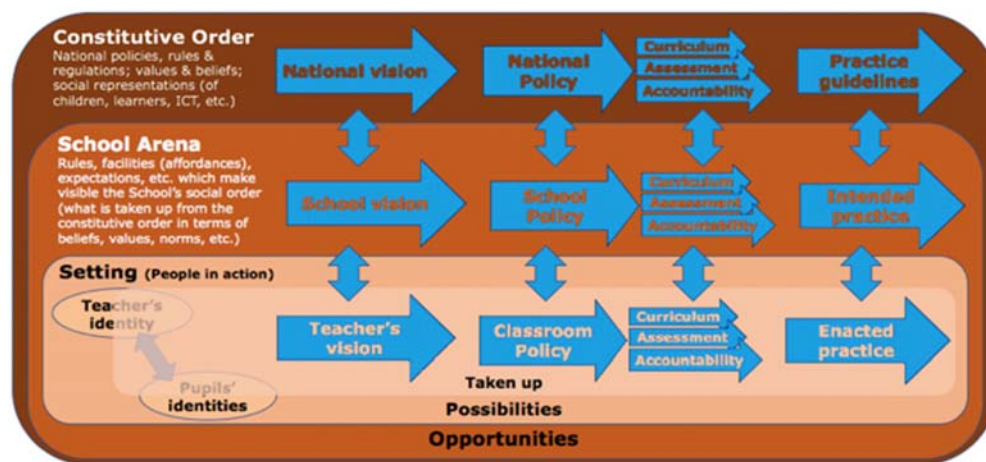 Constitutive Order
National policies, rules &
regulations; values & beliefs;
social representations (of
children, learners, ICT, etc.)
National vision
National
Policy
Curriculum
Assessment
Accountability
Practice
guidelines
School Arena
Rules, facilities (affordances),
expectations, etc. which make
visible the School's social order
(what is taken up from the
constitutive order in terms of
beliefs, values, norms, etc.)
School vision
School
Policy
Curriculum
Assessment
Accountability
Intended
practice
Setting (People in action)
Teacher's
identity
Pupils'
identities
Teacher's
vision
Classroom
Policy
Curriculum
Assessment
Accountability
Enacted
practice
Taken up
Possibilities
Opportunities